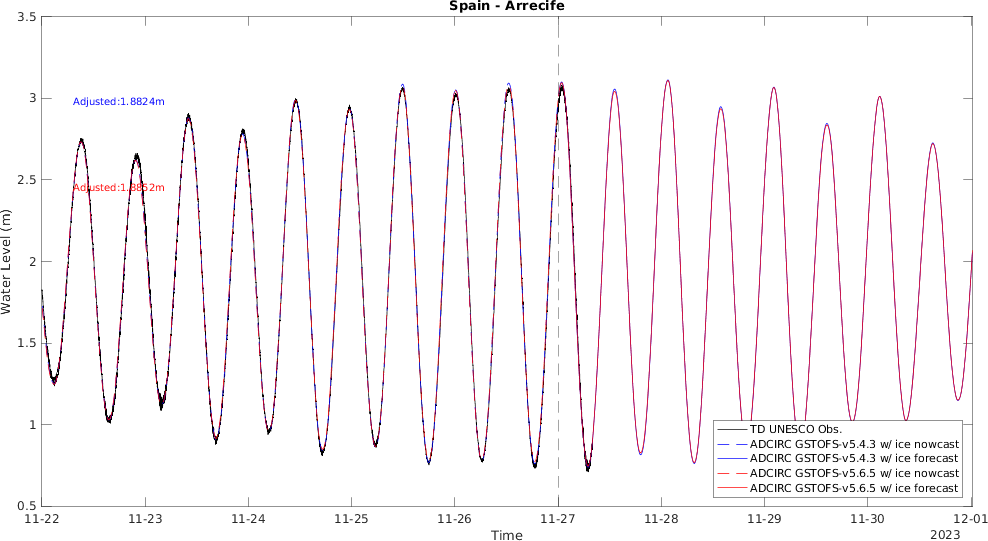 Spain - Arrecife
3.5
3
2.5
2
1.5
1
0.5
Water Level (m)
Adjusted:1.8824m
Adjusted:1.8852m
TD UNESCO Obs.
ADCIRC GSTOFS-v5.4.3 w/ ice nowcast
ADCIRC GSTOFS-v5.4.3 w/ ice forecast
ADCIRC GSTOFS-v5.6.5 w/ ice nowcast
ADCIRC GSTOFS-v5.6.5 w/ ice forecast
11-22 11-23 11-24 11-25 11-26 11-27 11-28 11-29 11-30 12-01
Time
2023